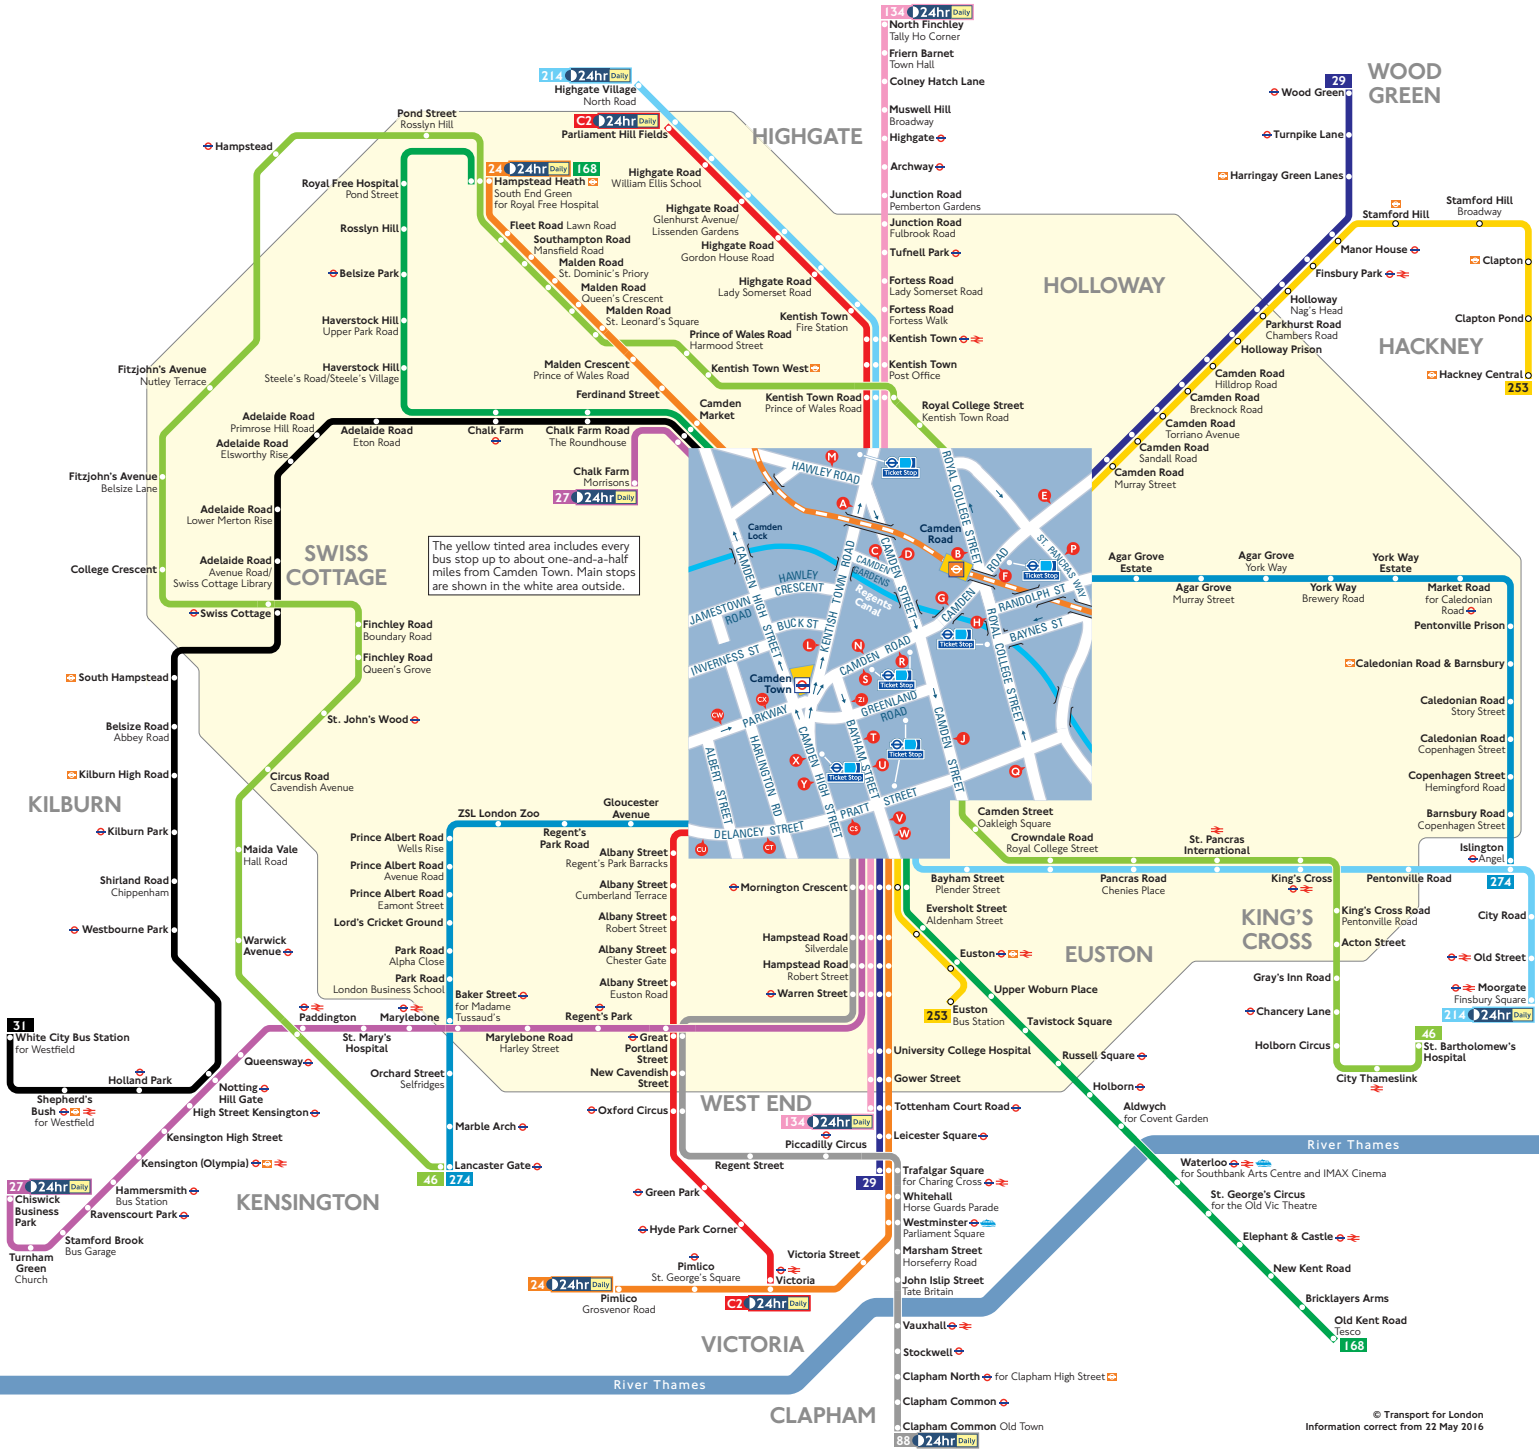 134 24hr Daily
North Finchley
Tally Ho Corner
Friern Barnet
Town Hall
Colney Hatch Lane
Muswell Hill
Broadway
Highgate
Archway
Junction Road
Pemberton Gardens
Junction Road
Fulbrook Road
Tufnell Park
Fortess Road
Lady Somerset Road
Fortess Road
Fortess Walk
Kentish Town
Kentish Town
Post Office
HIGHGATE
WOOD
GREEN
HOLLOWAY
HACKNEY
214 24hr Daily
Highgate Village
North Road
C2 24hr Daily
Parliament Hill Fields
Highgate Road
William Ellis School
Highgate Road
Glenhurst Avenue/
Lissenden Gardens
Highgate Road
Gordon House Road
Highgate Road
Lady Somerset Road
Kentish Town
Fire Station
Kentish Town Road
Prince of Wales Road
Pond Street
Rosslyn Hill
Hampstead
24 24hr Daily 168
Hampstead Heath
South End Green
for Royal Free Hospital
Royal Free Hospital
Pond Street
Rosslyn Hill
Belsize Park
Haverstock Hill
Upper Park Road
Haverstock Hill
Steele's Road/Steele's Village
Fleet Road Lawn Road
Southampton Road
Mansfield Road
Malden Road
St. Dominic's Priory
Malden Road
Queen's Crescent
Malden Road
St. Leonard's Square
Prince of Wales Road
Harmood Street
Kentish Town West
Malden Crescent
Prince of Wales Road
Ferdinand Street
Camden
Market
Royal College Street
Kentish Town Road
Fitzjohn's Avenue
Nutley Terrace
Adelaide Road
Primrose Hill Road
Adelaide Road
Elsworthy Rise
Adelaide Road
Eton Road
Chalk Farm
Chalk Farm Road
The Roundhouse
Chalk Farm
Morrisons
27 24hr Daily
Fitzjohn's Avenue
Belsize Lane
Adelaide Road
Lower Merton Rise
Adelaide Road
Avenue Road/
Swiss Cottage Library
SWISS
COTTAGE
College Crescent
Swiss Cottage
Finchley Road
Boundary Road
Finchley Road
Queen's Grove
The yellow tinted area includes every
bus stop up to about one-and-a-half
miles from Camden Town. Main stops
are shown in the white area outside.
29
Wood Green
Turnpike Lane
Harringay Green Lanes
Stamford Hill
Stamford Hill
Broadway
Manor House
Clapton
Finsbury Park
Holloway
Nag's Head
Clapton Pond
Parkhurst Road
Chambers Road
Holloway Prison
Hackney Central
253
Camden Road
Hilldrop Road
Camden Road
Brecknock Road
Camden Road
Torriano Avenue
Camden Road
Sandall Road
Camden Road
Murray Street
HAWLEY ROAD
M
Ticket Stop
ROYAL COLLEGE STREET
E
A
Camden
Lock
Camden
Road
C
D
B
ROAD
ST. PANCRAS WAY
P
F
Ticket Stop
CAMDEN HIGH STREET
HAWLEY
CRESCENT
KENTISH TOWN ROAD
CAMDEN
GARDENS
CAMDEN STREET
Regents
Canal
G
CAMDEN
RANDOLPH ST
JAMESTOWN
ROAD
BUCK ST
H
BAYNES ST
Ticket Stop
INVERNESS ST
L
N
CAMDEN ROAD
R
S
Ticket Stop
ROYAL COLLEGE STREET
Camden
Town
CX
ZI
GREENLAND
ROAD
CW
PARKWAY
T
Ticket Stop
J
ALBERT STREET
HARLINGTON RD
CAMDEN HIGH STREET
BAYHAM STREET
CAMDEN STREET
X
U
Ticket Stop
Y
Q
PRATT STREET
V
W
CS
DELANCEY STREET
CU
CT
Agar Grove
Estate
Agar Grove
Murray Street
Agar Grove
York Way
York Way
Brewery Road
York Way
Estate
Market Road
for Caledonian
Road
Pentonville Prison
Caledonian Road & Barnsbury
Caledonian Road
Story Street
Caledonian Road
Copenhagen Street
Copenhagen Street
Hemingford Road
Barnsbury Road
Copenhagen Street
Islington
Angel
274
South Hampstead
Belsize Road
Abbey Road
Kilburn High Road
KILBURN
Kilburn Park
Shirland Road
Chippenham
Westbourne Park
St. John's Wood
Circus Road
Cavendish Avenue
Maida Vale
Hall Road
Warwick
Avenue
ZSL London Zoo
Regent's
Park Road
Gloucester
Avenue
Prince Albert Road
Wells Rise
Prince Albert Road
Avenue Road
Prince Albert Road
Eamont Street
Lord's Cricket Ground
Park Road
Alpha Close
Park Road
London Business School
Baker Street
for Madame
Tussaud's
Albany Street
Regent's Park Barracks
Albany Street
Cumberland Terrace
Albany Street
Robert Street
Albany Street
Chester Gate
Albany Street
Euston Road
Mornington Crescent
Hampstead Road
Silverdale
Hampstead Road
Robert Street
Warren Street
Camden Street
Oakleigh Square
Crowndale Road
Royal College Street
St. Pancras
International
Bayham Street
Plender Street
Pancras Road
Chenies Place
King's Cross
Pentonville Road
Eversholt Street
Aldenham Street
Euston
EUSTON
KING'S
CROSS
King's Cross Road
Pentonville Road
Acton Street
Gray's Inn Road
Chancery Lane
Holborn Circus
City Road
Old Street
Moorgate
Finsbury Square
214 24hr Daily
46
St. Bartholomew's
Hospital
City Thameslink
253
Euston
Bus Station
Upper Woburn Place
Tavistock Square
Russell Square
Holborn
Aldwych
for Covent Garden
31
White City Bus Station
for Westfield
Shepherd's
Bush
for Westfield
Holland Park
Paddington
St. Mary's
Hospital
Marylebone
Marylebone Road
Harley Street
Regent's Park
Great
Portland
Street
New Cavendish
Street
Oxford Circus
University College Hospital
Gower Street
Tottenham Court Road
WEST END
134 24hr Daily
Piccadilly Circus
Regent Street
Leicester Square
29
Trafalgar Square
for Charing Cross
Whitehall
Horse Guards Parade
Westminster
Parliament Square
Marsham Street
Horseferry Road
John Islip Street
Tate Britain
Vauxhall
Stockwell
Clapham North for Clapham High Street
Clapham Common
Clapham Common Old Town
88 24hr Daily
Queensway
Notting
Hill Gate
High Street Kensington
Kensington High Street
Kensington (Olympia)
Hammersmith
Bus Station
Ravenscourt Park
Stamford Brook
Bus Garage
27 24hr Daily
Chiswick
Business
Park
Turnham
Green
Church
KENSINGTON
Orchard Street
Selfridges
Marble Arch
Lancaster Gate
46 274
Green Park
Hyde Park Corner
Victoria
Victoria Street
Pimlico
St. George's Square
24 24hr Daily
Pimlico
Grosvenor Road
C2 24hr Daily
VICTORIA
CLAPHAM
River Thames
River Thames
Waterloo
for Southbank Arts Centre and IMAX Cinema
St. George's Circus
for the Old Vic Theatre
Elephant & Castle
New Kent Road
Bricklayers Arms
Old Kent Road
Tesco
168
© Transport for London
Information correct from 22 May 2016